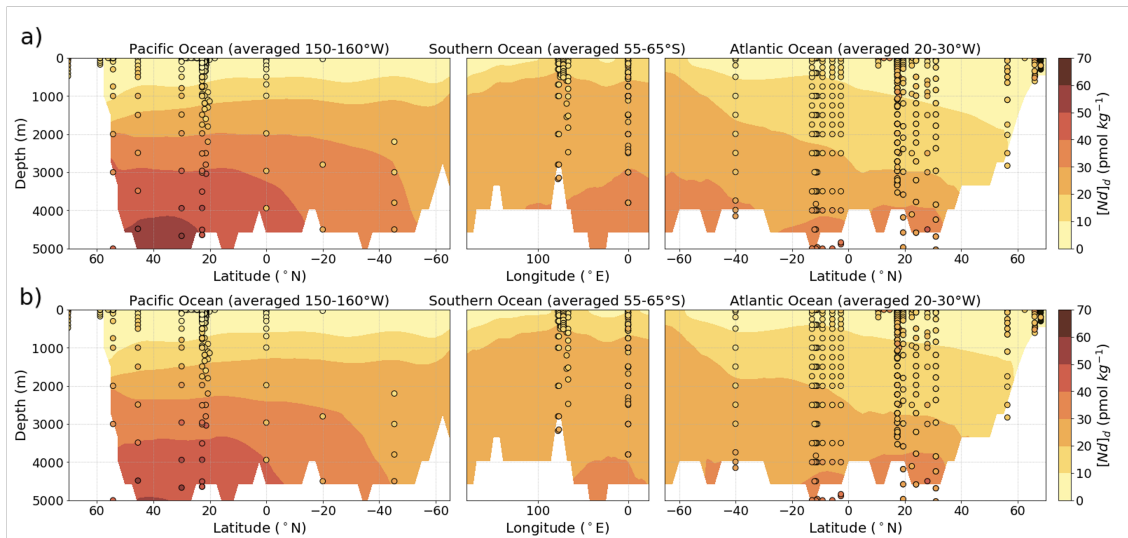 a)
Pacific Ocean (averaged 150-160°W) Southern Ocean (averaged 55-65°S) Atlantic Ocean (averaged 20-30°W)
0 1000 2000 3000 4000 5000
Depth (m)
60 40 20 0 −20 −40 −60
Latitude (°N)
100 0
Longitude (°E)
−60 −40 −20 0 20 40 60
Latitude (°N)
70 60 50 40 30 20 10 0
[Nd]d (pmol kg⁻¹)
b)
Pacific Ocean (averaged 150-160°W) Southern Ocean (averaged 55-65°S) Atlantic Ocean (averaged 20-30°W)
0 1000 2000 3000 4000 5000
Depth (m)
60 40 20 0 −20 −40 −60
Latitude (°N)
100 0
Longitude (°E)
−60 −40 −20 0 20 40 60
Latitude (°N)
70 60 50 40 30 20 10 0
[Nd]d (pmol kg⁻¹)